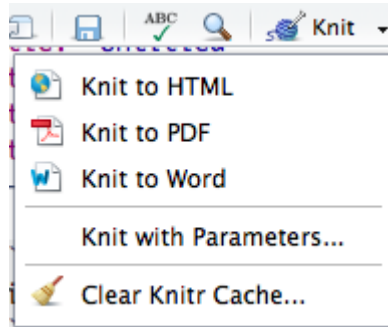 ABC
Knit
Knit to HTML
Knit to PDF
Knit to Word
Knit with Parameters...
Clear Knitr Cache...